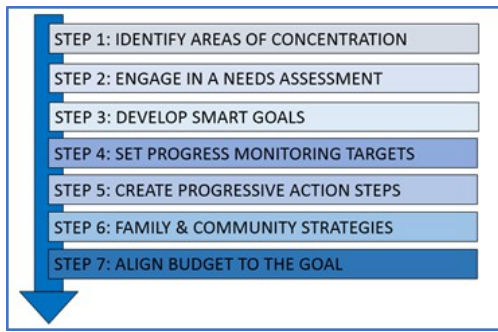 STEP 1: IDENTIFY AREAS OF CONCENTRATION
STEP 2: ENGAGE IN A NEEDS ASSESSMENT
STEP 3: DEVELOP SMART GOALS
STEP 4: SET PROGRESS MONITORING TARGETS
STEP 5: CREATE PROGRESSIVE ACTION STEPS
STEP 6: FAMILY & COMMUNITY STRATEGIES
STEP 7: ALIGN BUDGET TO THE GOAL